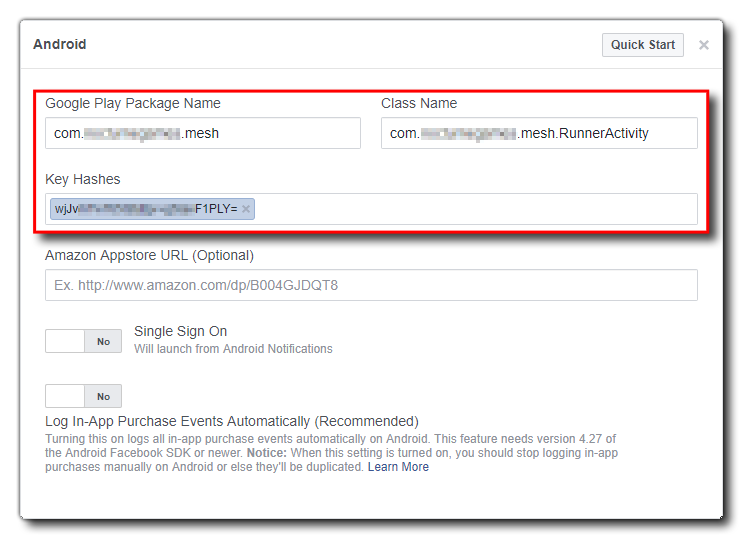 Android
Quick Start ×
Google Play Package Name
Class Name
com. .mesh
com. .mesh.RunnerActivity
Key Hashes
wjJv F1PLY= ×
Amazon Appstore URL (Optional)
Ex. http://www.amazon.com/dp/B004GJDQT8
No
Single Sign On
Will launch from Android Notifications
No
Log In-App Purchase Events Automatically (Recommended)
Turning this on logs all in-app purchase events automatically on Android. This feature needs version 4.27 of
the Android Facebook SDK or newer. Notice: When this setting is turned on, you should stop logging in-app
purchases manually on Android or else they'll be duplicated. Learn More